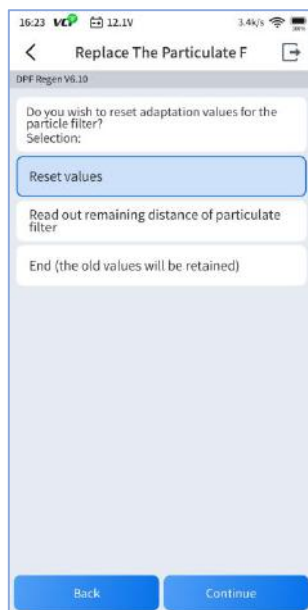 16:23 VCP 12.1V 3.4k/s
Replace The Particulate F
DPF Regen V6.10
Do you wish to reset adaptation values for the
particle filter?
Selection:
Reset values
Read out remaining distance of particulate
filter
End (the old values will be retained)
Back Continue